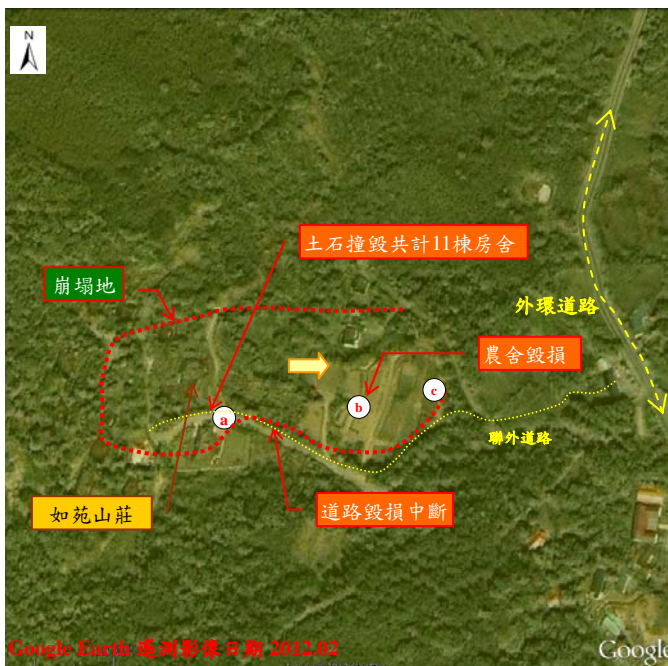 N
土石撞毀共計11棟房舍
崩塌地
外環道路
農舍毀損
c
b
a
聯外道路
如苑山莊
道路毀損中斷
Google Earth 遙測影像日期 2012.02
Google